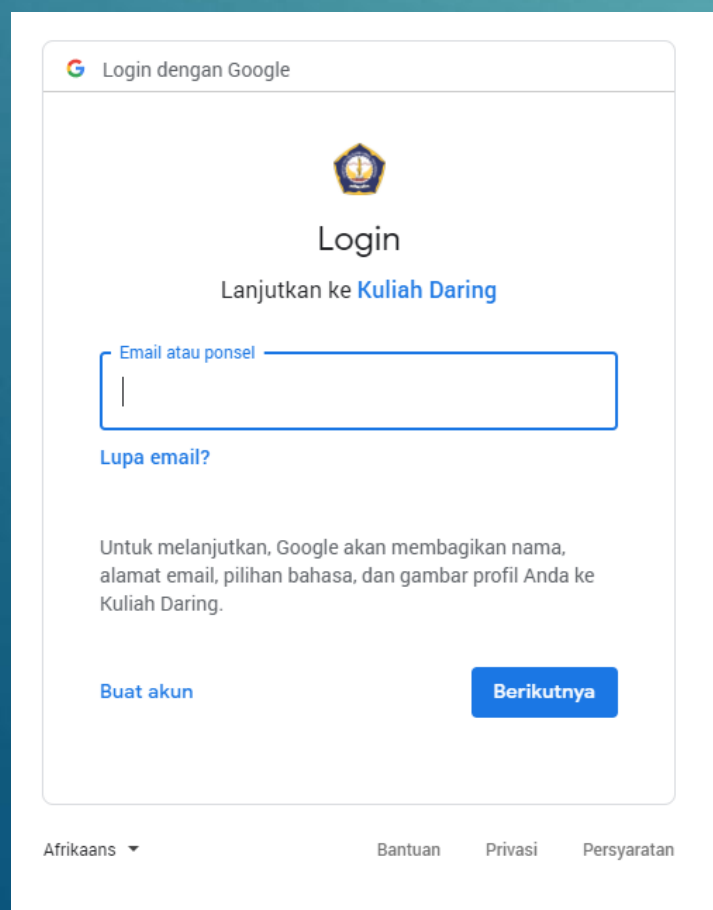 Login dengan Google
Login
Lanjutkan ke Kuliah Daring
Email atau ponsel
Lupa email?
Untuk melanjutkan, Google akan membagikan nama,
alamat email, pilihan bahasa, dan gambar profil Anda ke
Kuliah Daring.
Buat akun
Berikutnya
Afrikaans
Bantuan
Privasi
Persyaratan